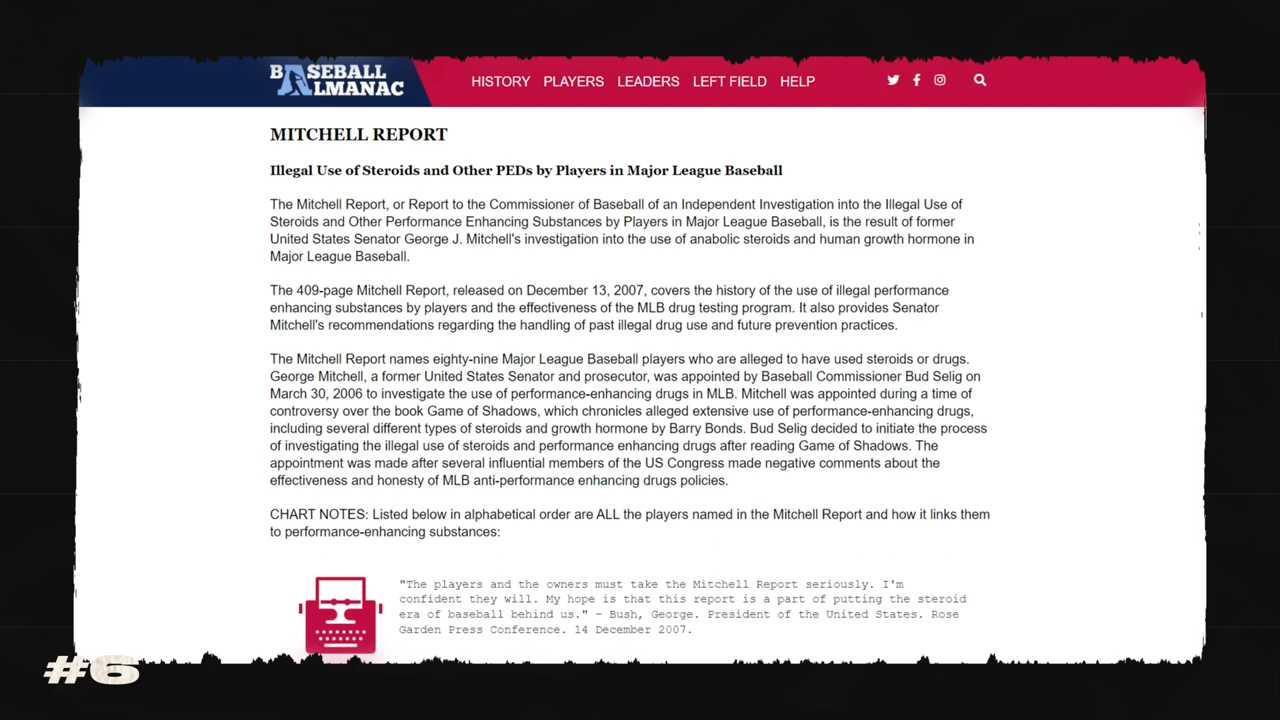 BASEBALL
ALMANAC
HISTORY PLAYERS LEADERS LEFT FIELD HELP
MITCHELL REPORT
Illegal Use of Steroids and Other PEDs by Players in Major League Baseball
The Mitchell Report, or Report to the Commissioner of Baseball of an Independent Investigation into the Illegal Use of
Steroids and Other Performance Enhancing Substances by Players in Major League Baseball, is the result of former
United States Senator George J. Mitchell's investigation into the use of anabolic steroids and human growth hormone in
Major League Baseball.
The 409-page Mitchell Report, released on December 13, 2007, covers the history of the use of illegal performance
enhancing substances by players and the effectiveness of the MLB drug testing program. It also provides Senator
Mitchell's recommendations regarding the handling of past illegal drug use and future prevention practices.
The Mitchell Report names eighty-nine Major League Baseball players who are alleged to have used steroids or drugs.
George Mitchell, a former United States Senator and prosecutor, was appointed by Baseball Commissioner Bud Selig on
March 30, 2006 to investigate the use of performance-enhancing drugs in MLB. Mitchell was appointed during a time of
controversy over the book Game of Shadows, which chronicles alleged extensive use of performance-enhancing drugs,
including several different types of steroids and growth hormone by Barry Bonds. Bud Selig decided to initiate the process
of investigating the illegal use of steroids and performance enhancing drugs after reading Game of Shadows. The
appointment was made after several influential members of the US Congress made negative comments about the
effectiveness and honesty of MLB anti-performance enhancing drugs policies.
CHART NOTES: Listed below in alphabetical order are ALL the players named in the Mitchell Report and how it links them
to performance-enhancing substances:
"The players and the owners must take the Mitchell Report seriously. I'm
confident they will. My hope is that this report is a part of putting the steroid
era of baseball behind us." - Bush, George. President of the United States. Rose
Garden Press Conference. 14 December 2007.
#6